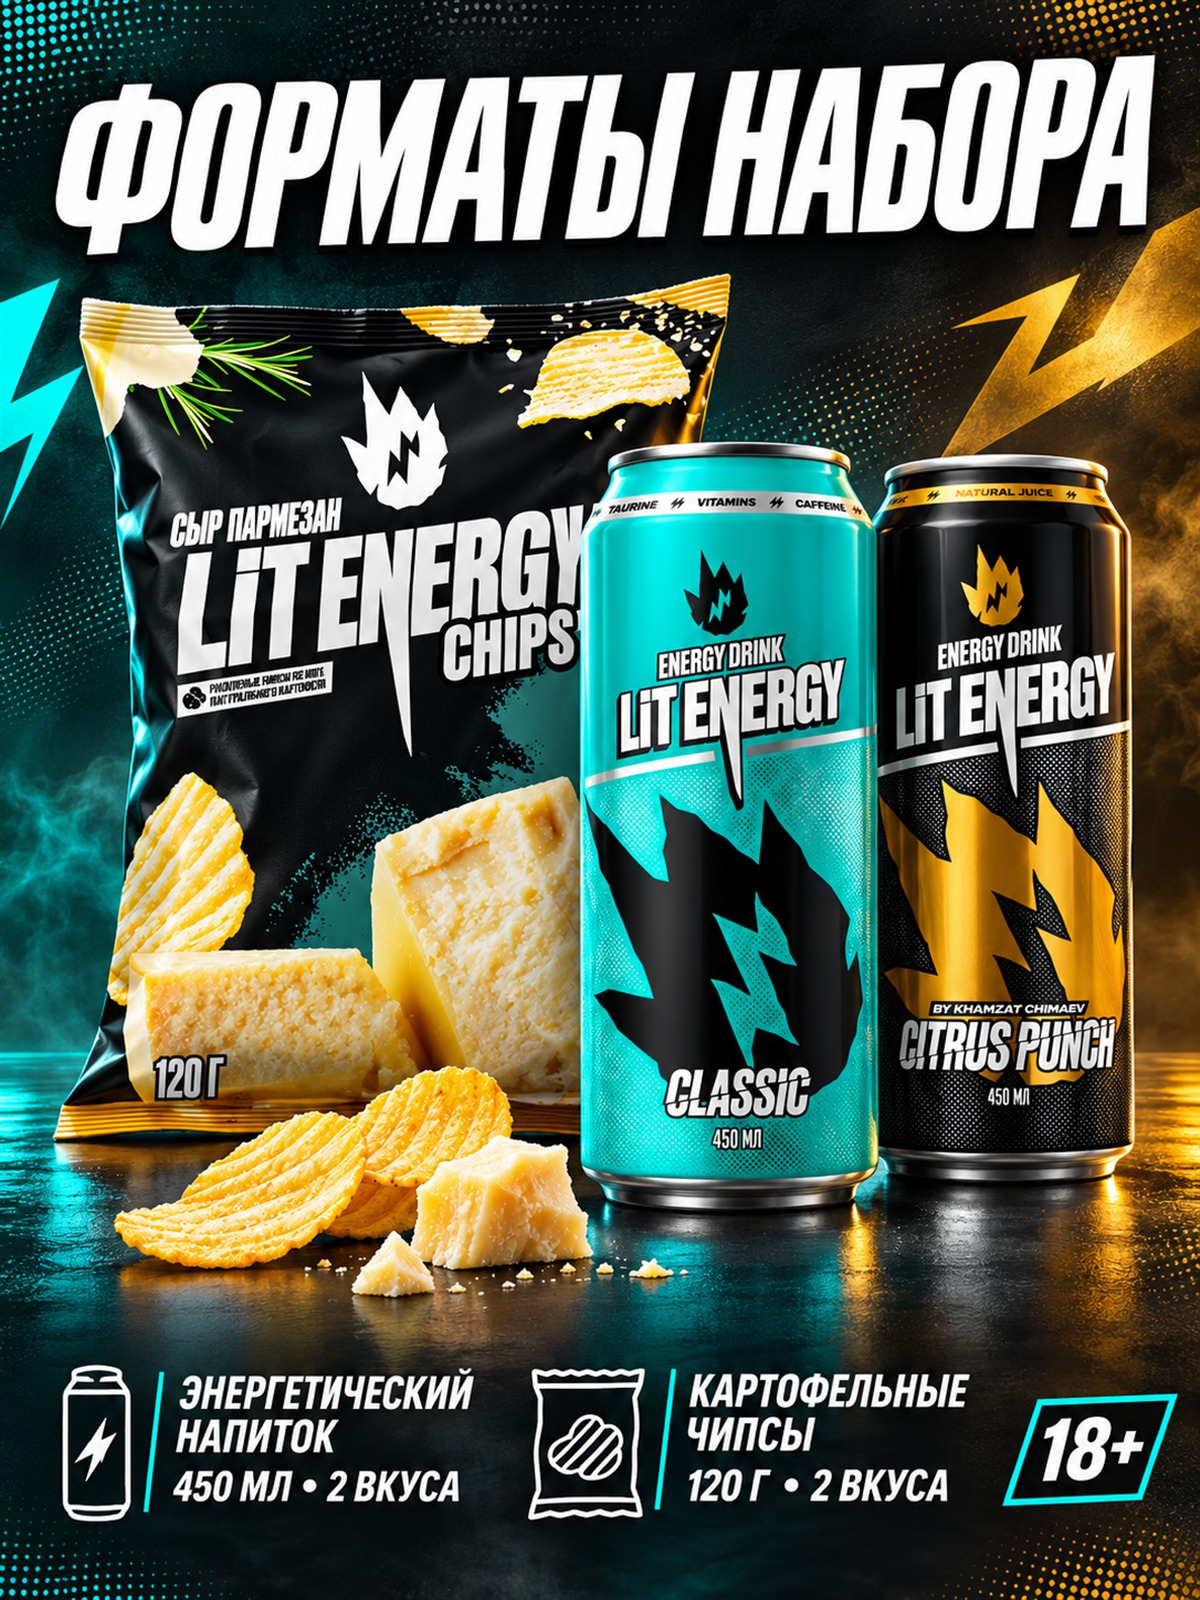 ФОРМАТЫ НАБОРА
СЫР ПАРМЕЗАН
LIT ENERGY
CHIPS
120 Г
TAURINE VITAMINS CAFFEINE
ENERGY DRINK
LIT ENERGY
CLASSIC
450 МЛ
NATURAL JUICE
ENERGY DRINK
LIT ENERGY
BY KHAMZAT CHIMAEV
CITRUS PUNCH
450 МЛ
ЭНЕРГЕТИЧЕСКИЙ
НАПИТОК
450 МЛ • 2 ВКУСА
КАРТОФЕЛЬНЫЕ
ЧИПСЫ
120 Г • 2 ВКУСА
18+